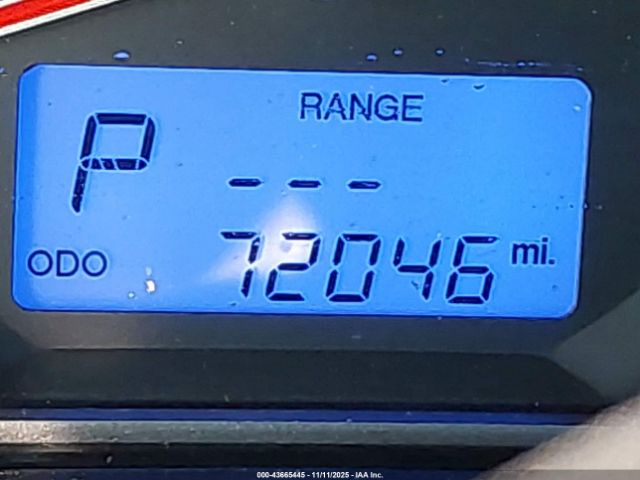 RANGE
P
---
ODO 72046 mi.
000-43665445 - 11/11/2025 - IAA Inc.